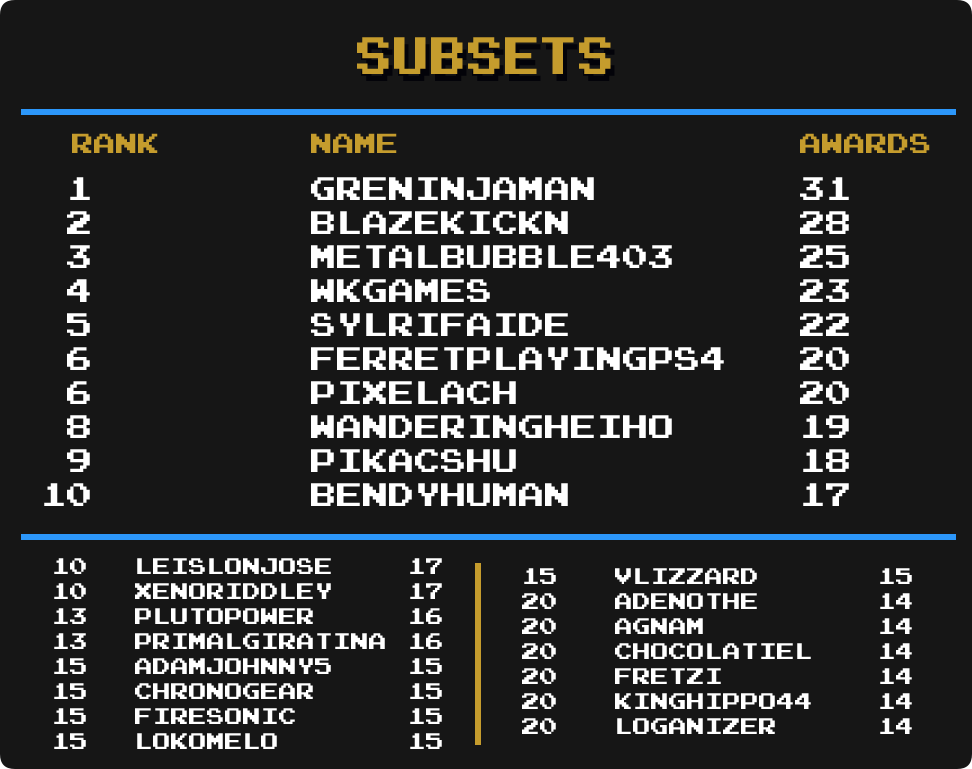 SUBSETS
RANK NAME AWARDS
1 GRENINJAMAN 31
2 BLAZEKICKN 28
3 METALBUBBLE403 25
4 WKGAMES 23
5 SYLRIFAIDE 22
6 FERRETPLAYINGPS4 20
6 PIXELACH 20
8 WANDERINGHEIHO 19
9 PIKACSHU 18
10 BENDYHUMAN 17
10 LEISLONJOSE 17
10 XENORIDDLEY 17
13 PLUTOPOWER 16
13 PRIMALGIRATINA 16
15 ADAMJOHNNY5 15
15 CHRONOGEAR 15
15 FIRESONIC 15
15 LOKOMELO 15
15 VLIZZARD 15
20 ADENOTHE 14
20 AGNAM 14
20 CHOCOLATIEL 14
20 FRETZI 14
20 KINGHIPPO44 14
20 LOGANIZER 14